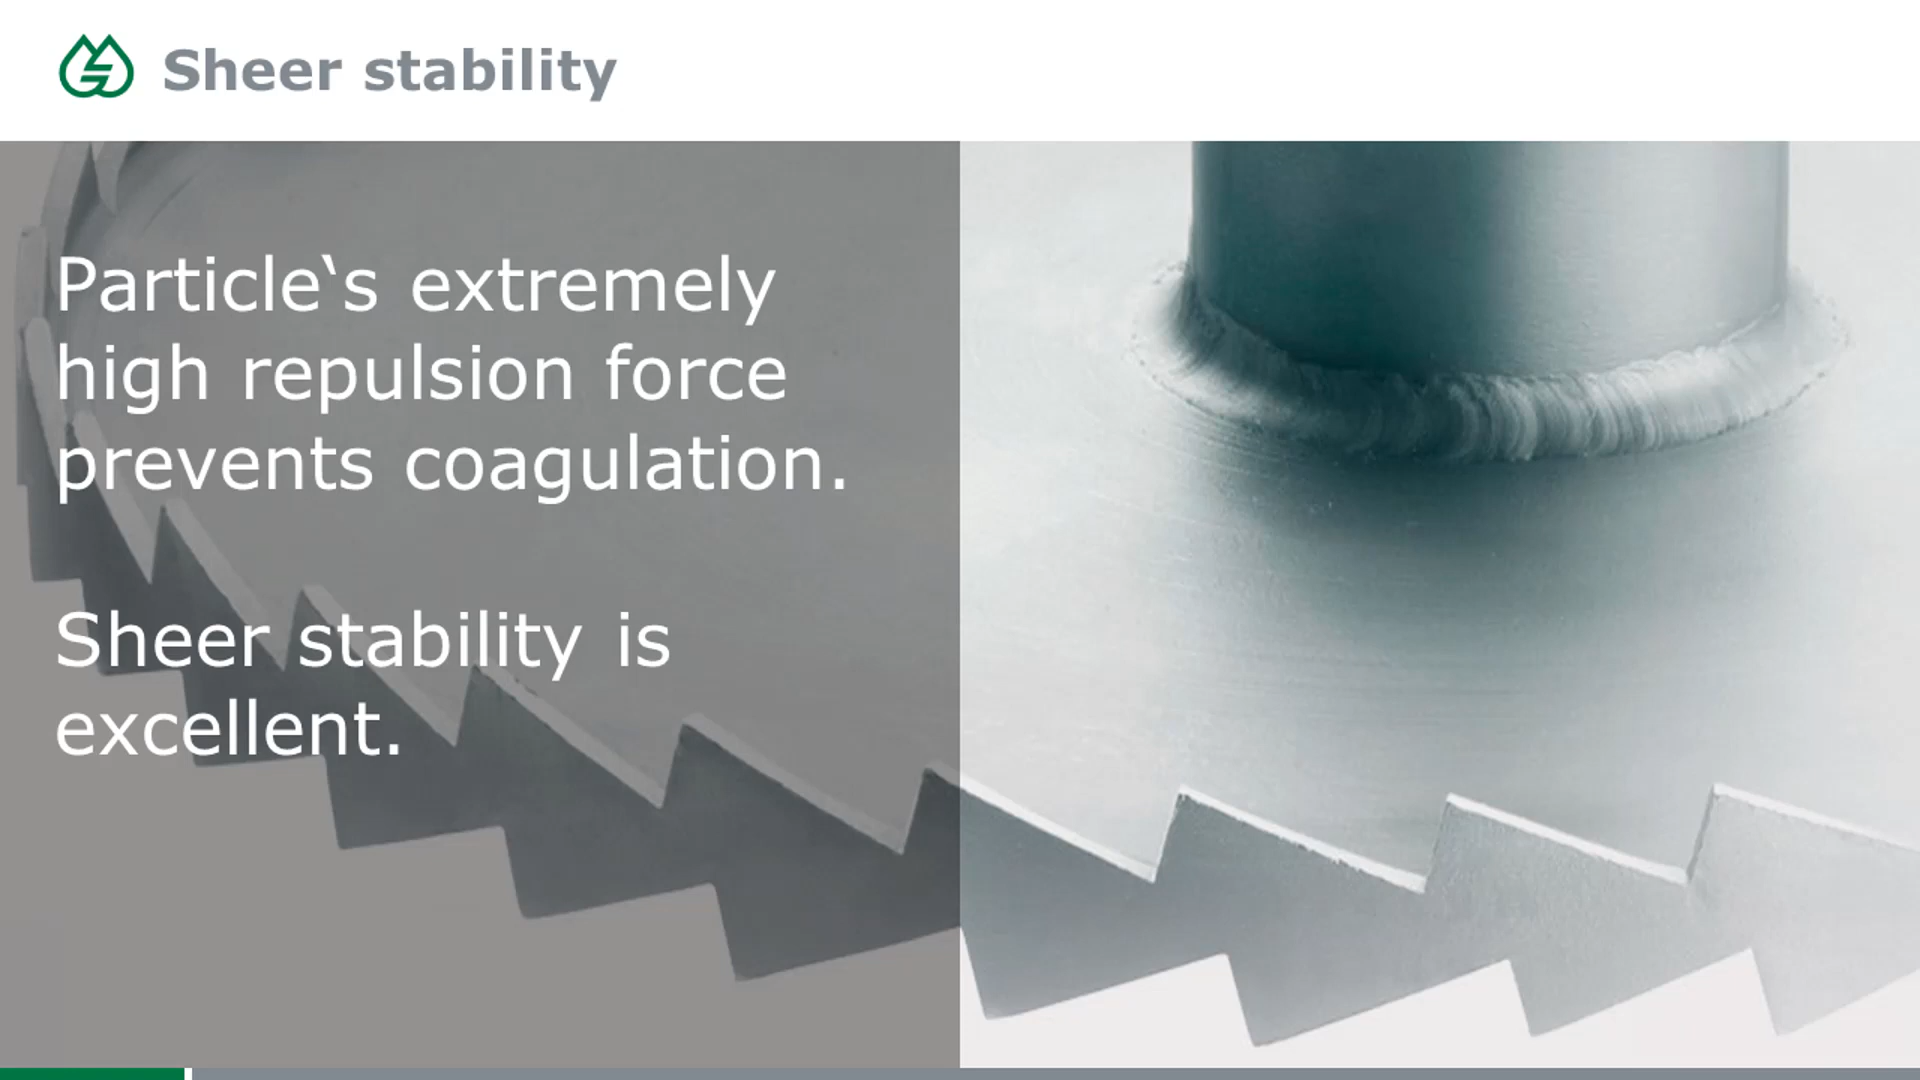 Sheer stability
Particle‘s extremely
high repulsion force
prevents coagulation.
Sheer stability is
excellent.